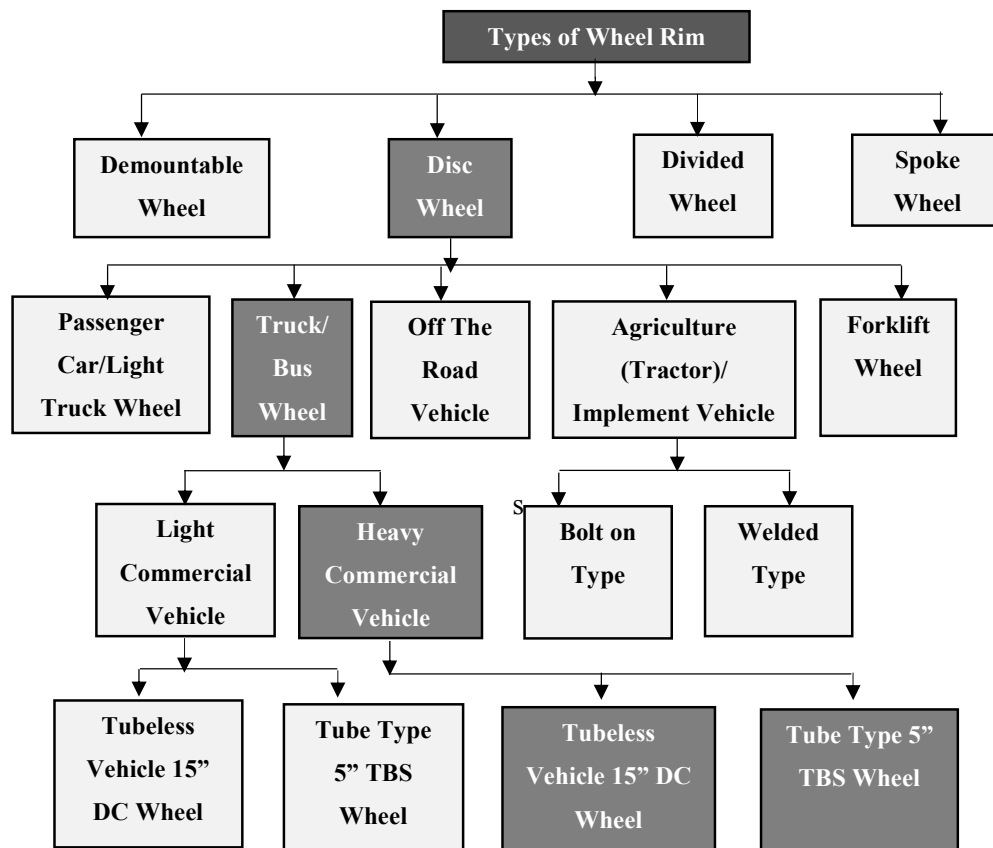 Types of Wheel Rim
Demountable
Wheel
Disc
Wheel
Divided
Wheel
Spoke
Wheel
Passenger
Car/Light
Truck Wheel
Truck/
Bus
Wheel
Off The
Road
Vehicle
Agriculture
(Tractor)/
Implement Vehicle
Forklift
Wheel
Light
Commercial
Vehicle
Heavy
Commercial
Vehicle
S
Bolt on
Type
Welded
Type
Tubeless
Vehicle 15” DC
DC Wheel
Tube Type
5” TBS
Wheel
Tubeless
Vehicle 15” DC
Wheel
Tube Type 5”
TBS Wheel